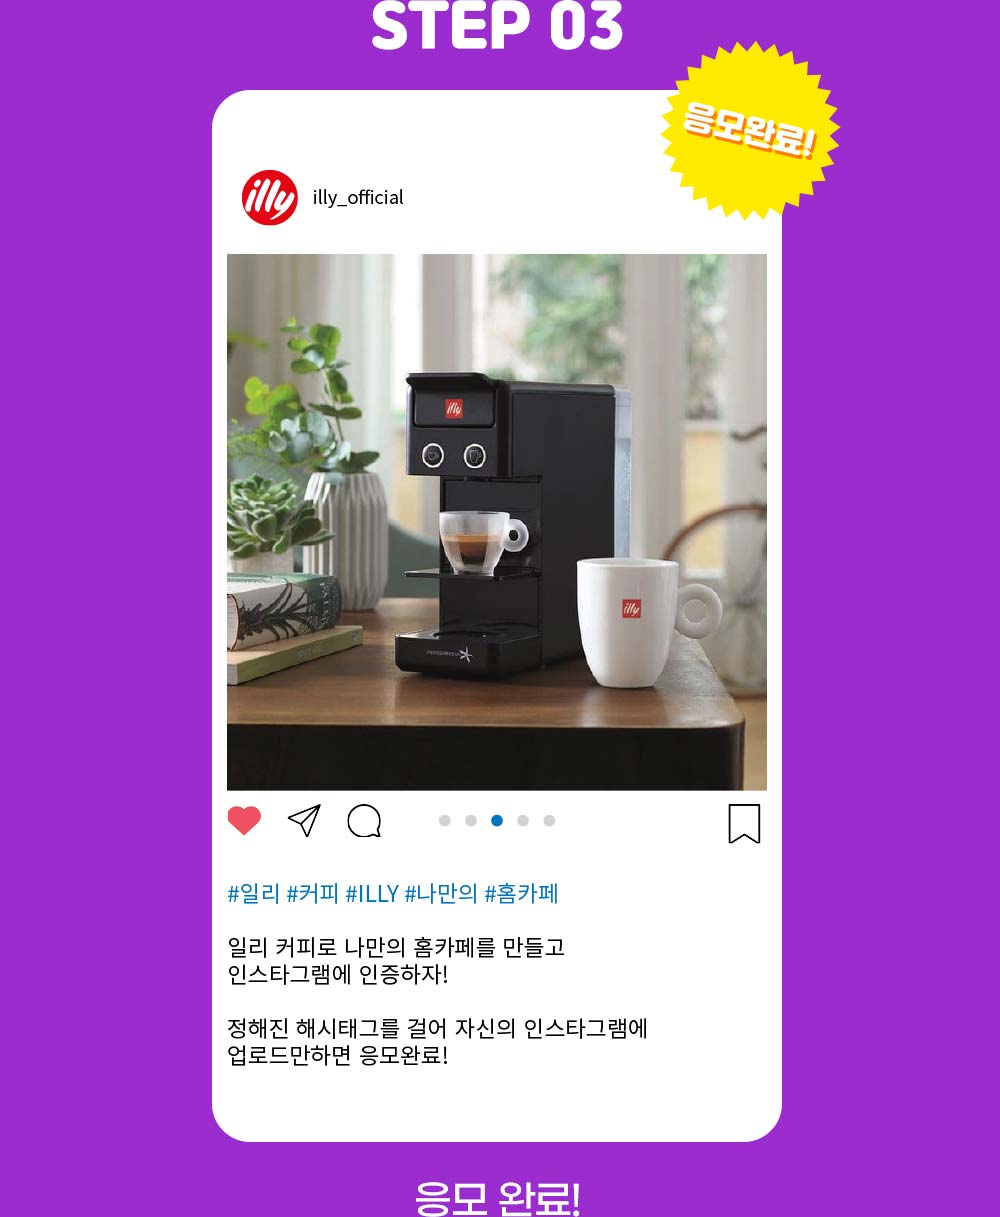 STEP 03
응모완료!
illy
illy_official
illy
illy
#일리 #커피 #ILLY #나만의 #홈카페
일리 커피로 나만의 홈카페를 만들고
인스타그램에 인증하자!
정해진 해시태그를 걸어 자신의 인스타그램에
업로드만하면 응모완료!
응모 완료!